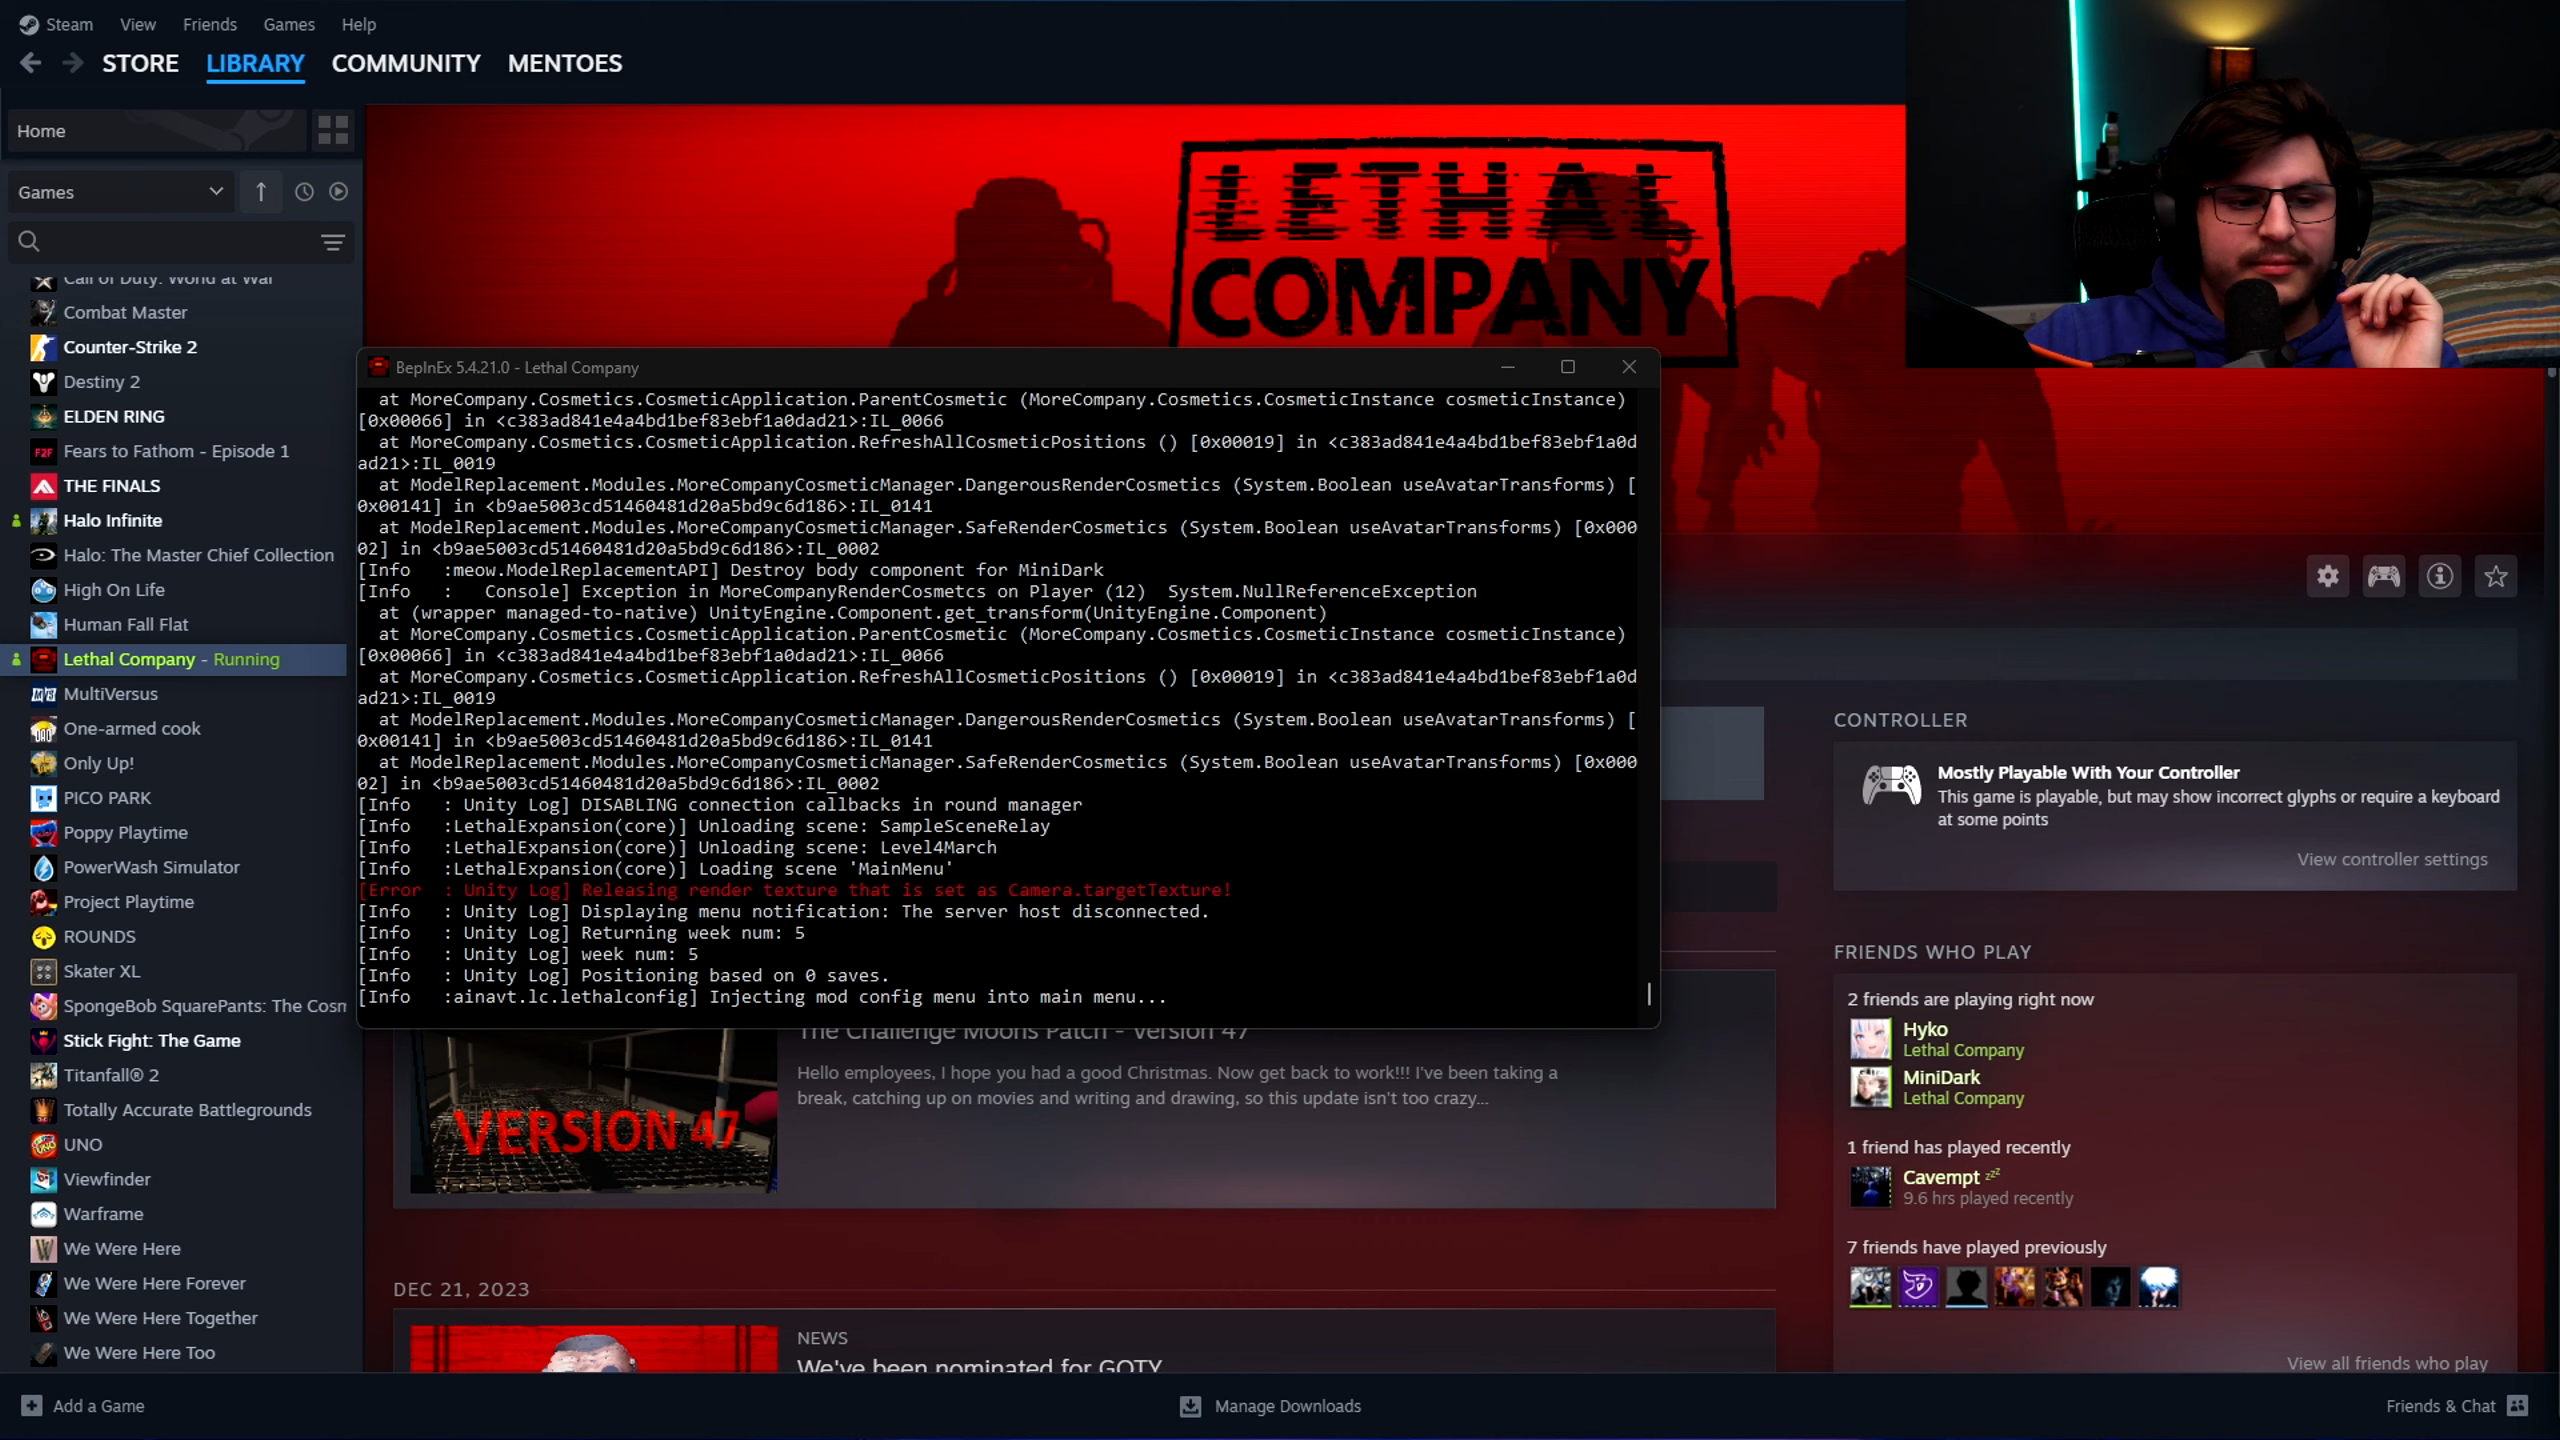 Steam View Friends Games Help
STORE LIBRARY COMMUNITY MENTOES
Home
Games
Call of Duty: World at War
Combat Master
Counter-Strike 2
Destiny 2
ELDEN RING
Fears to Fathom - Episode 1
THE FINALS
Halo Infinite
Halo: The Master Chief Collection
High On Life
Human Fall Flat
Lethal Company - Running
MultiVersus
One-armed cook
Only Up!
PICO PARK
Poppy Playtime
PowerWash Simulator
Project Playtime
ROUNDS
Skater XL
SpongeBob SquarePants: The Cosm
Stick Fight: The Game
Titanfall® 2
Totally Accurate Battlegrounds
UNO
Viewfinder
Warframe
We Were Here
We Were Here Forever
We Were Here Together
We Were Here Too
Add a Game
LETHAL
COMPANY
BepInEx 5.4.21.0 - Lethal Company
at MoreCompany.Cosmetics.CosmeticApplication.ParentCosmetic (MoreCompany.Cosmetics.CosmeticInstance cosmeticInstance)
[0x00066] in <c383ad841e4a4bd1bef83ebf1a0dad21>:IL_0066
at MoreCompany.Cosmetics.CosmeticApplication.RefreshAllCosmeticPositions () [0x00019] in <c383ad841e4a4bd1bef83ebf1a0d
ad21>:IL_0019
at ModelReplacement.Modules.MoreCompanyCosmeticManager.DangerousRenderCosmetics (System.Boolean useAvatarTransforms) [
0x00141] in <b9ae5003cd51460481d20a5bd9c6d186>:IL_0141
at ModelReplacement.Modules.MoreCompanyCosmeticManager.SafeRenderCosmetics (System.Boolean useAvatarTransforms) [0x000
02] in <b9ae5003cd51460481d20a5bd9c6d186>:IL_0002
[Info   :meow.ModelReplacementAPI] Destroy body component for MiniDark
[Info   :   Console] Exception in MoreCompanyRenderCosmetcs on Player (12)  System.NullReferenceException
at (wrapper managed-to-native) UnityEngine.Component.get_transform(UnityEngine.Component)
at MoreCompany.Cosmetics.CosmeticApplication.ParentCosmetic (MoreCompany.Cosmetics.CosmeticInstance cosmeticInstance)
[0x00066] in <c383ad841e4a4bd1bef83ebf1a0dad21>:IL_0066
at MoreCompany.Cosmetics.CosmeticApplication.RefreshAllCosmeticPositions () [0x00019] in <c383ad841e4a4bd1bef83ebf1a0d
ad21>:IL_0019
at ModelReplacement.Modules.MoreCompanyCosmeticManager.DangerousRenderCosmetics (System.Boolean useAvatarTransforms) [
0x00141] in <b9ae5003cd51460481d20a5bd9c6d186>:IL_0141
at ModelReplacement.Modules.MoreCompanyCosmeticManager.SafeRenderCosmetics (System.Boolean useAvatarTransforms) [0x000
02] in <b9ae5003cd51460481d20a5bd9c6d186>:IL_0002
[Info   : Unity Log] DISABLING connection callbacks in round manager
[Info   :LethalExpansion(core)] Unloading scene: SampleSceneRelay
[Info   :LethalExpansion(core)] Unloading scene: Level4March
[Info   :LethalExpansion(core)] Loading scene 'MainMenu'
[Error  : Unity Log] Releasing render texture that is set as Camera.targetTexture!
[Info   : Unity Log] Displaying menu notification: The server host disconnected.
[Info   : Unity Log] Returning week num: 5
[Info   : Unity Log] week num: 5
[Info   : Unity Log] Positioning based on 0 saves.
[Info   :ainavt.lc.lethalconfig] Injecting mod config menu into main menu...
The Challenge Moons Patch - Version 47
Hello employees, I hope you had a good Christmas. Now get back to work!!! I've been taking a
break, catching up on movies and writing and drawing, so this update isn't too crazy...
VERSION 47
DEC 21, 2023
NEWS
We've been nominated for GOTY
CONTROLLER
Mostly Playable With Your Controller
This game is playable, but may show incorrect glyphs or require a keyboard
at some points
View controller settings
FRIENDS WHO PLAY
2 friends are playing right now
Hyko
Lethal Company
MiniDark
Lethal Company
1 friend has played recently
Cavempt zzz
9.6 hrs played recently
7 friends have played previously
View all friends who play
Manage Downloads
Friends & Chat